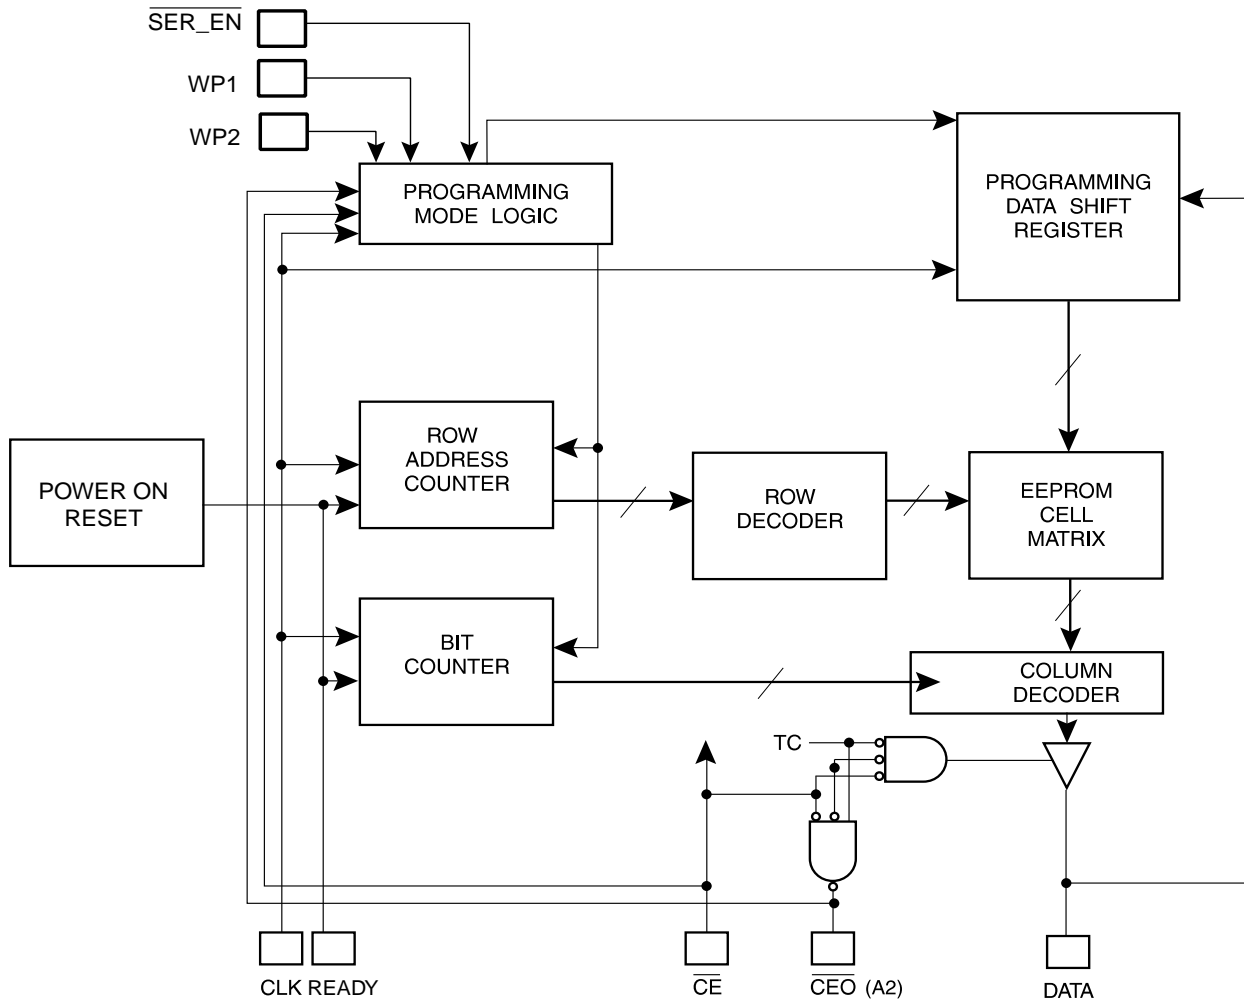 SER_EN
WP1
WP2
PROGRAMMING
MODE LOGIC
PROGRAMMING
DATA SHIFT
REGISTER
POWER ON
RESET
ROW
ADDRESS
COUNTER
ROW
DECODER
EEPROM
CELL
MATRIX
BIT
COUNTER
COLUMN
DECODER
TC
CLK READY
CE
CEO (A2)
DATA